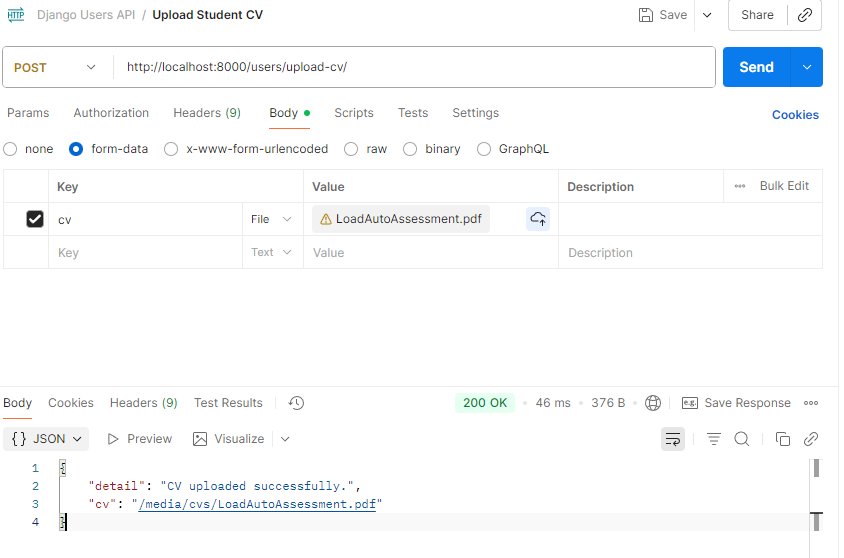 HTTP Django Users API / Upload Student CV Save Share
POST http://localhost:8000/users/upload-cv/ Send
Params Authorization Headers (9) Body Scripts Tests Settings Cookies
none form-data x-www-form-urlencoded raw binary GraphQL
Key Value Description Bulk Edit
cv File LoadAutoAssessment.pdf
Key Text Value Description
Body Cookies Headers (9) Test Results 200 OK 46 ms 376 B e.g. Save Response
{} JSON Preview Visualize
1 {
2 "detail": "CV uploaded successfully.",
3 "cv": "/media/cvs/LoadAutoAssessment.pdf"
4 }